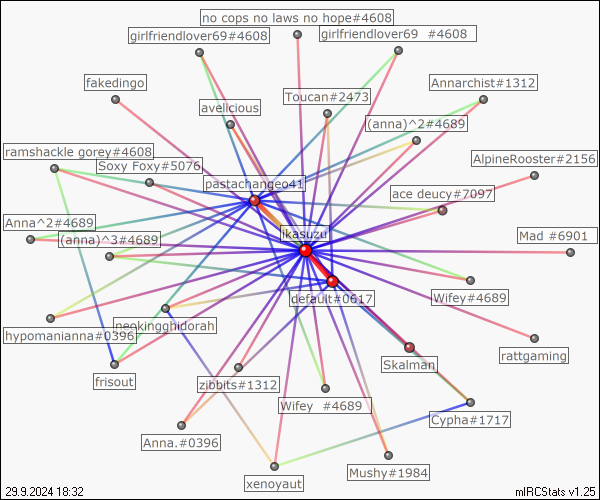 no cops no laws no hope#4608
girlfriendlover69#4608
girlfriendlover69 #4608
fakedingo
Annarchist#1312
Toucan#2473
avelicious
(anna)^2#4689
ramshackle gorey#4608
AlpineRooster#2156
Soxy Foxy#5076
pastachangeo41
ace deucy#7097
Anna^2#4689
jkasuzu
Mad #6901
(anna)^3#4689
default#0617
Wifey#4689
neokingghidorah
hypomanianna#0396
rattgaming
Skalman
frisout
zibbits#1312
Wifey #4689
Cypha#1717
Anna.#0396
Mushy#1984
xenoyaut
29.9.2024 18:32
mIRCStats v1.25